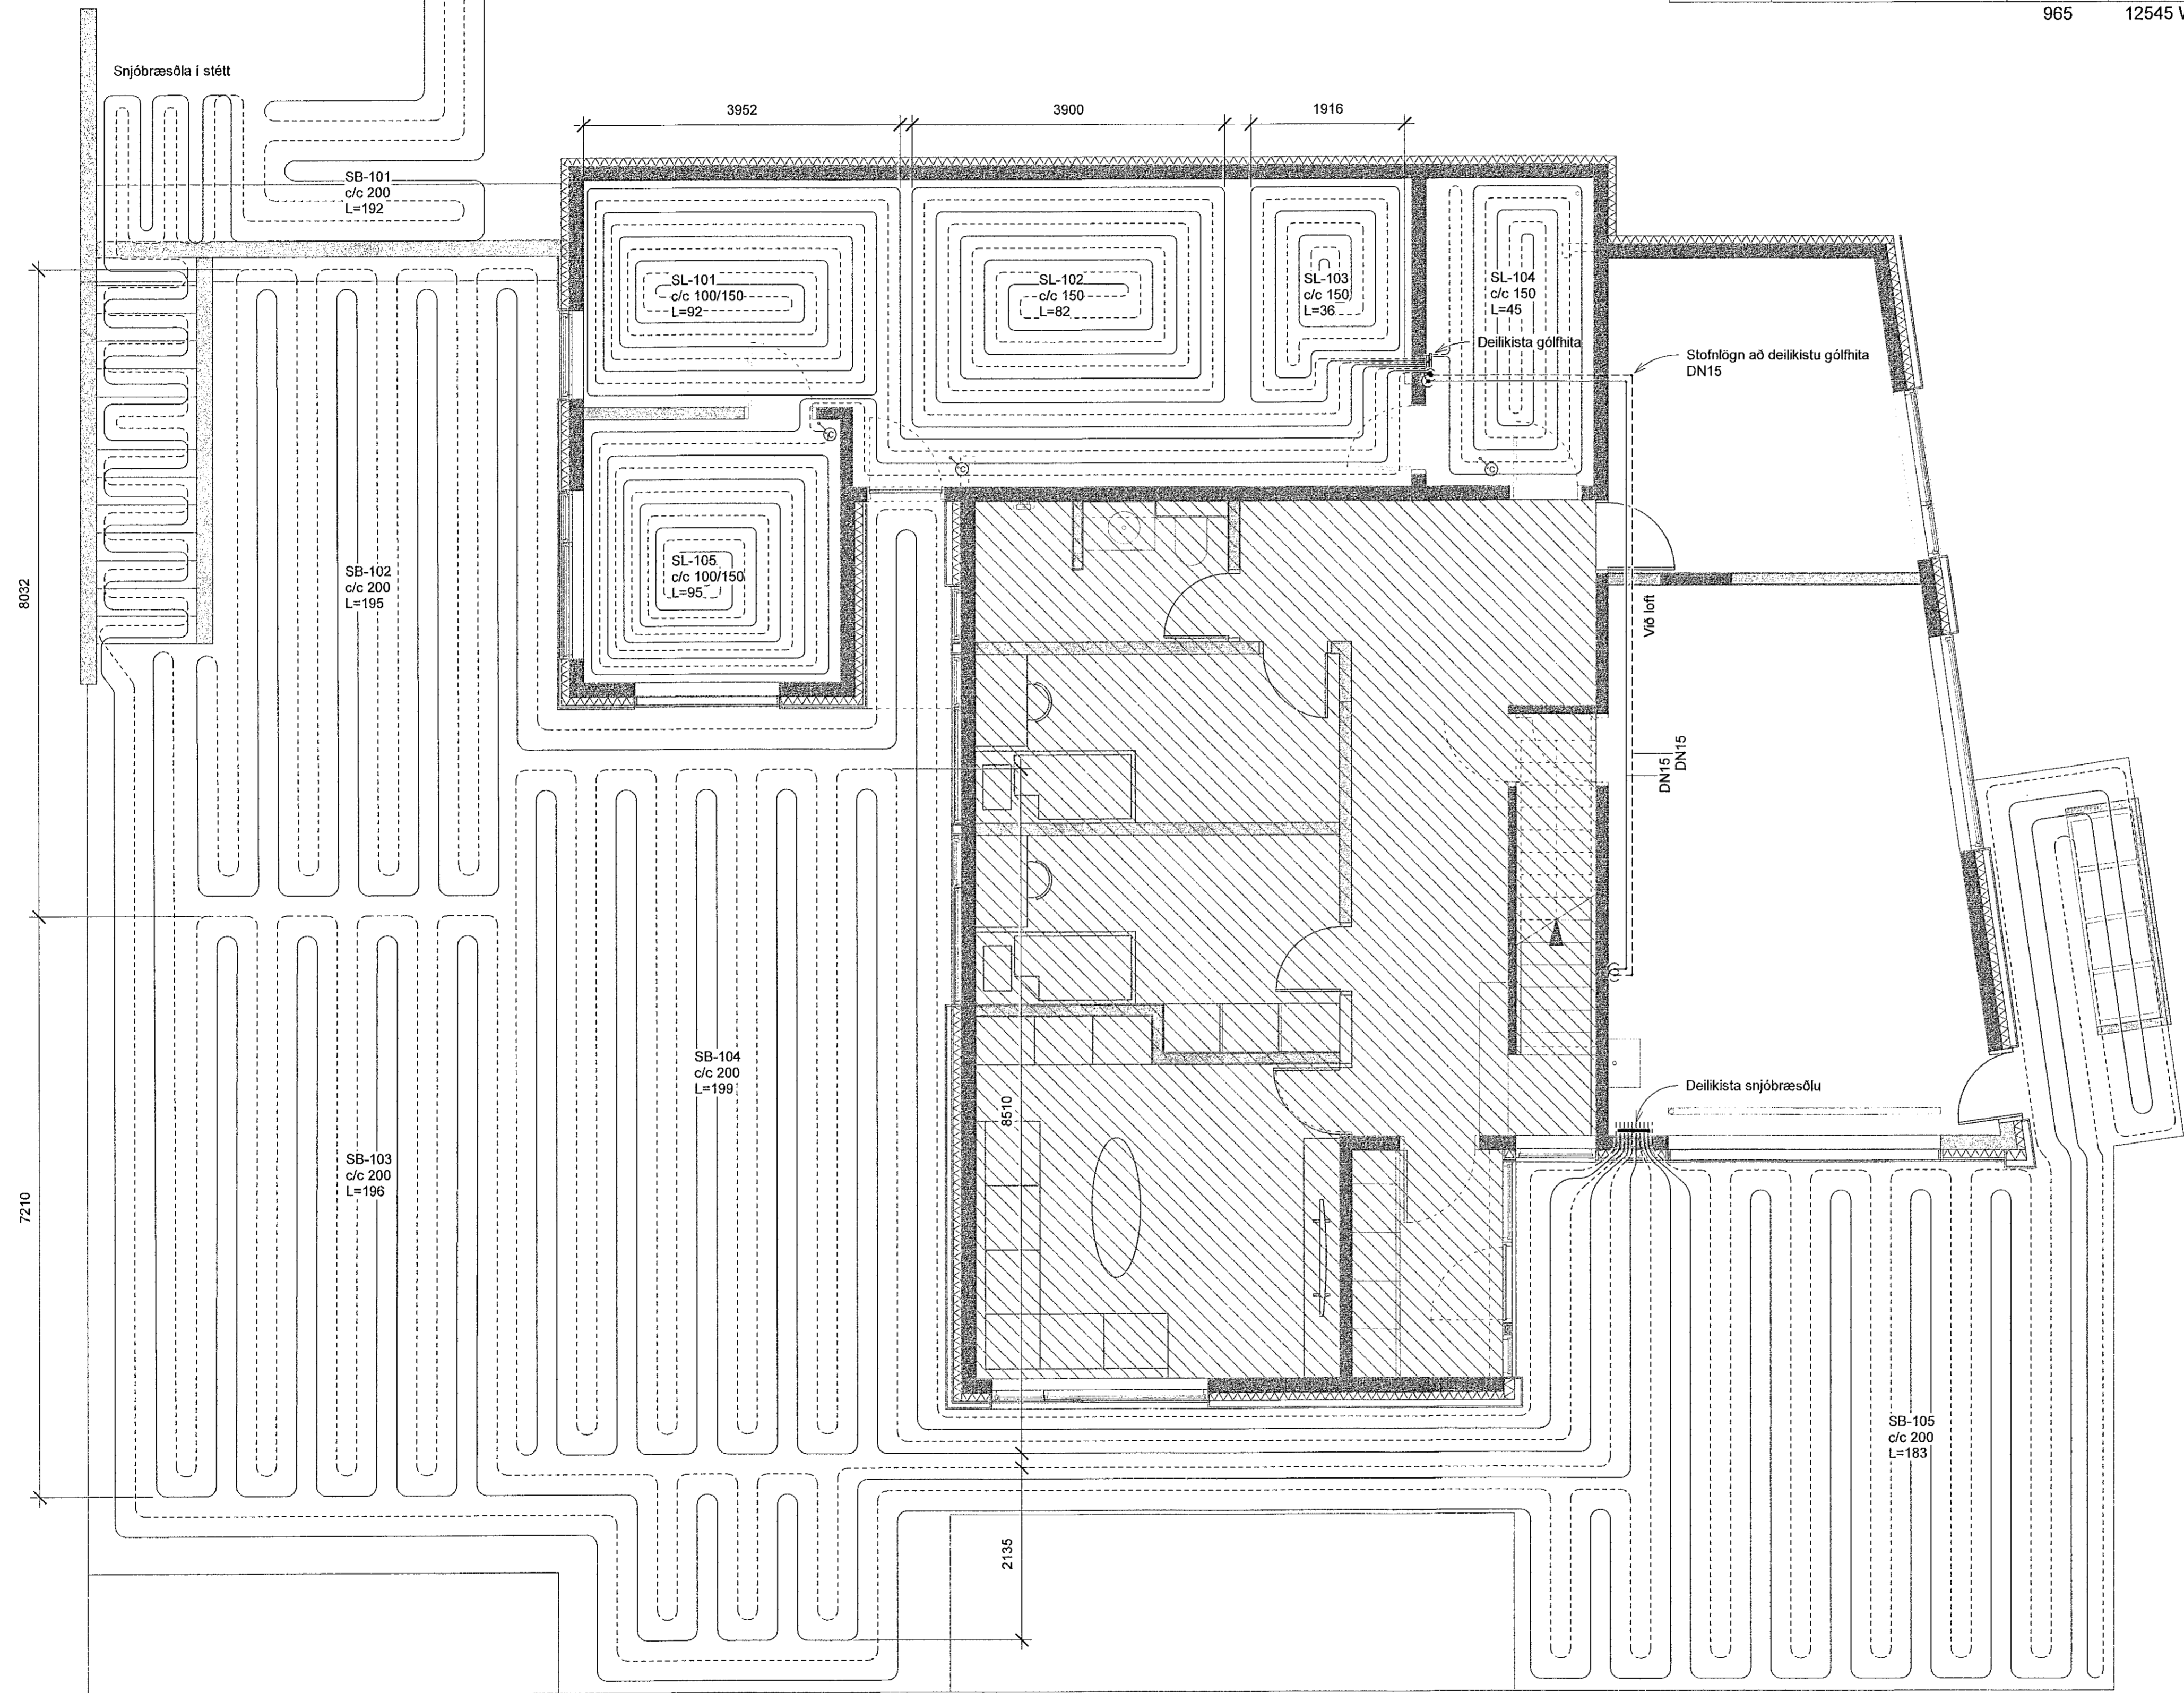 965 12545 W
Snjóbræsðla í stétt
3952
3900
1916
SB-101
c/c 200
L=192
SL-101
c/c 100/150
L=92
SL-102
c/c 150
L=82
SL-103
c/c 150
L=36
SL-104
c/c 150
L=45
Deilikista gólfhita
Stofnlögn að deilikistu gólfhita
DN15
8032
SB-102
c/c 200
L=195
SL-105
c/c 100/150
L=95
Við loft
DN15
DN15
SB-104
c/c 200
L=199
8510
Deilikista snjóbræsðlu
7210
SB-103
c/c 200
L=196
SB-105
c/c 200
L=183
2135